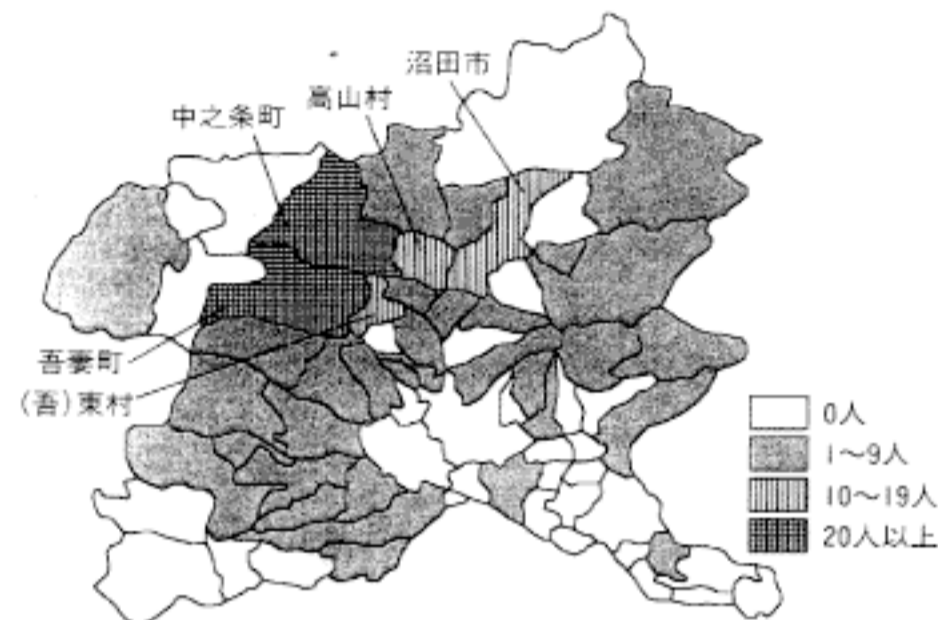 沼田市
高山村
中之条町
吾妻町
(吾)東村
0人
1〜9人
10〜19人
20人以上